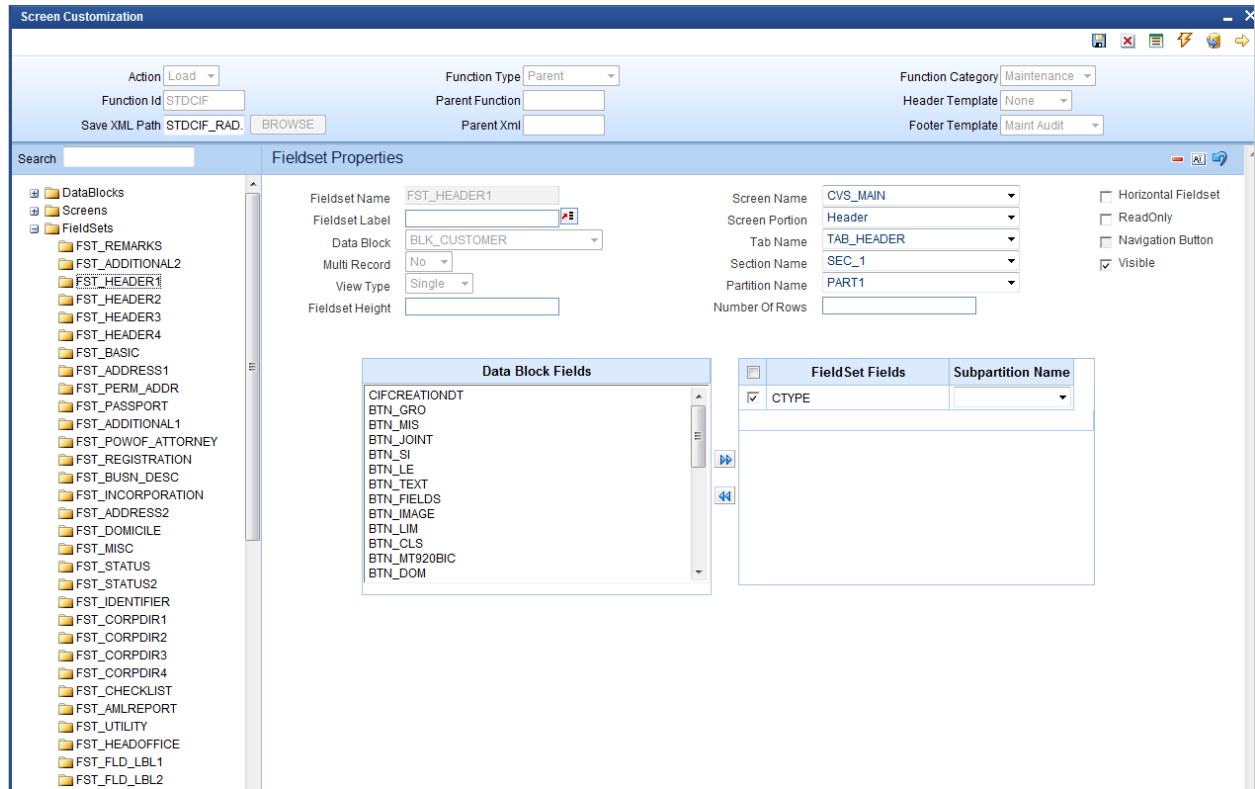 Screen Customization
Action Load Function Type Parent Function Category Maintenance
Function Id STDCIF Parent Function Header Template None
Save XML Path STDCIF_RAD. BROWSE Parent Xml Footer Template Maint Audit
Search
Fieldset Properties
DataBlocks
Screens
FieldSets
FST_REMARKS
FST_ADDITIONAL2
FST_HEADER1
FST_HEADER2
FST_HEADER3
FST_HEADER4
FST_BASIC
FST_ADDRESS1
FST_PERM_ADDR
FST_PASSPORT
FST_ADDITIONAL1
FST_POWOF_ATTORNEY
FST_REGISTRATION
FST_BUSN_DESC
FST_INCORPORATION
FST_ADDRESS2
FST_DOMICILE
FST_MISC
FST_STATUS
FST_STATUS2
FST_IDENTIFIER
FST_CORPDIR1
FST_CORPDIR2
FST_CORPDIR3
FST_CORPDIR4
FST_CHECKLIST
FST_AMLREPORT
FST_UTILITY
FST_HEADOFFICE
FST_FLD_LBL1
FST_FLD_LBL2
Fieldset Name FST_HEADER1 Screen Name CVS_MAIN Horizontal Fieldset
Fieldset Label Screen Portion Header ReadOnly
Data Block BLK_CUSTOMER Tab Name TAB_HEADER Navigation Button
Multi Record No Section Name SEC_1 Visible
View Type Single Partition Name PART1
Fieldset Height Number Of Rows
Data Block Fields
CIFCREATIONDT
BTN_GRO
BTN_MIS
BTN_JOINT
BTN_SI
BTN_LE
BTN_TEXT
BTN_FIELDS
BTN_IMAGE
BTN_LIM
BTN_CLS
BTN_MT920BIC
BTN_DOM
FieldSet Fields Subpartition Name
CTYPE